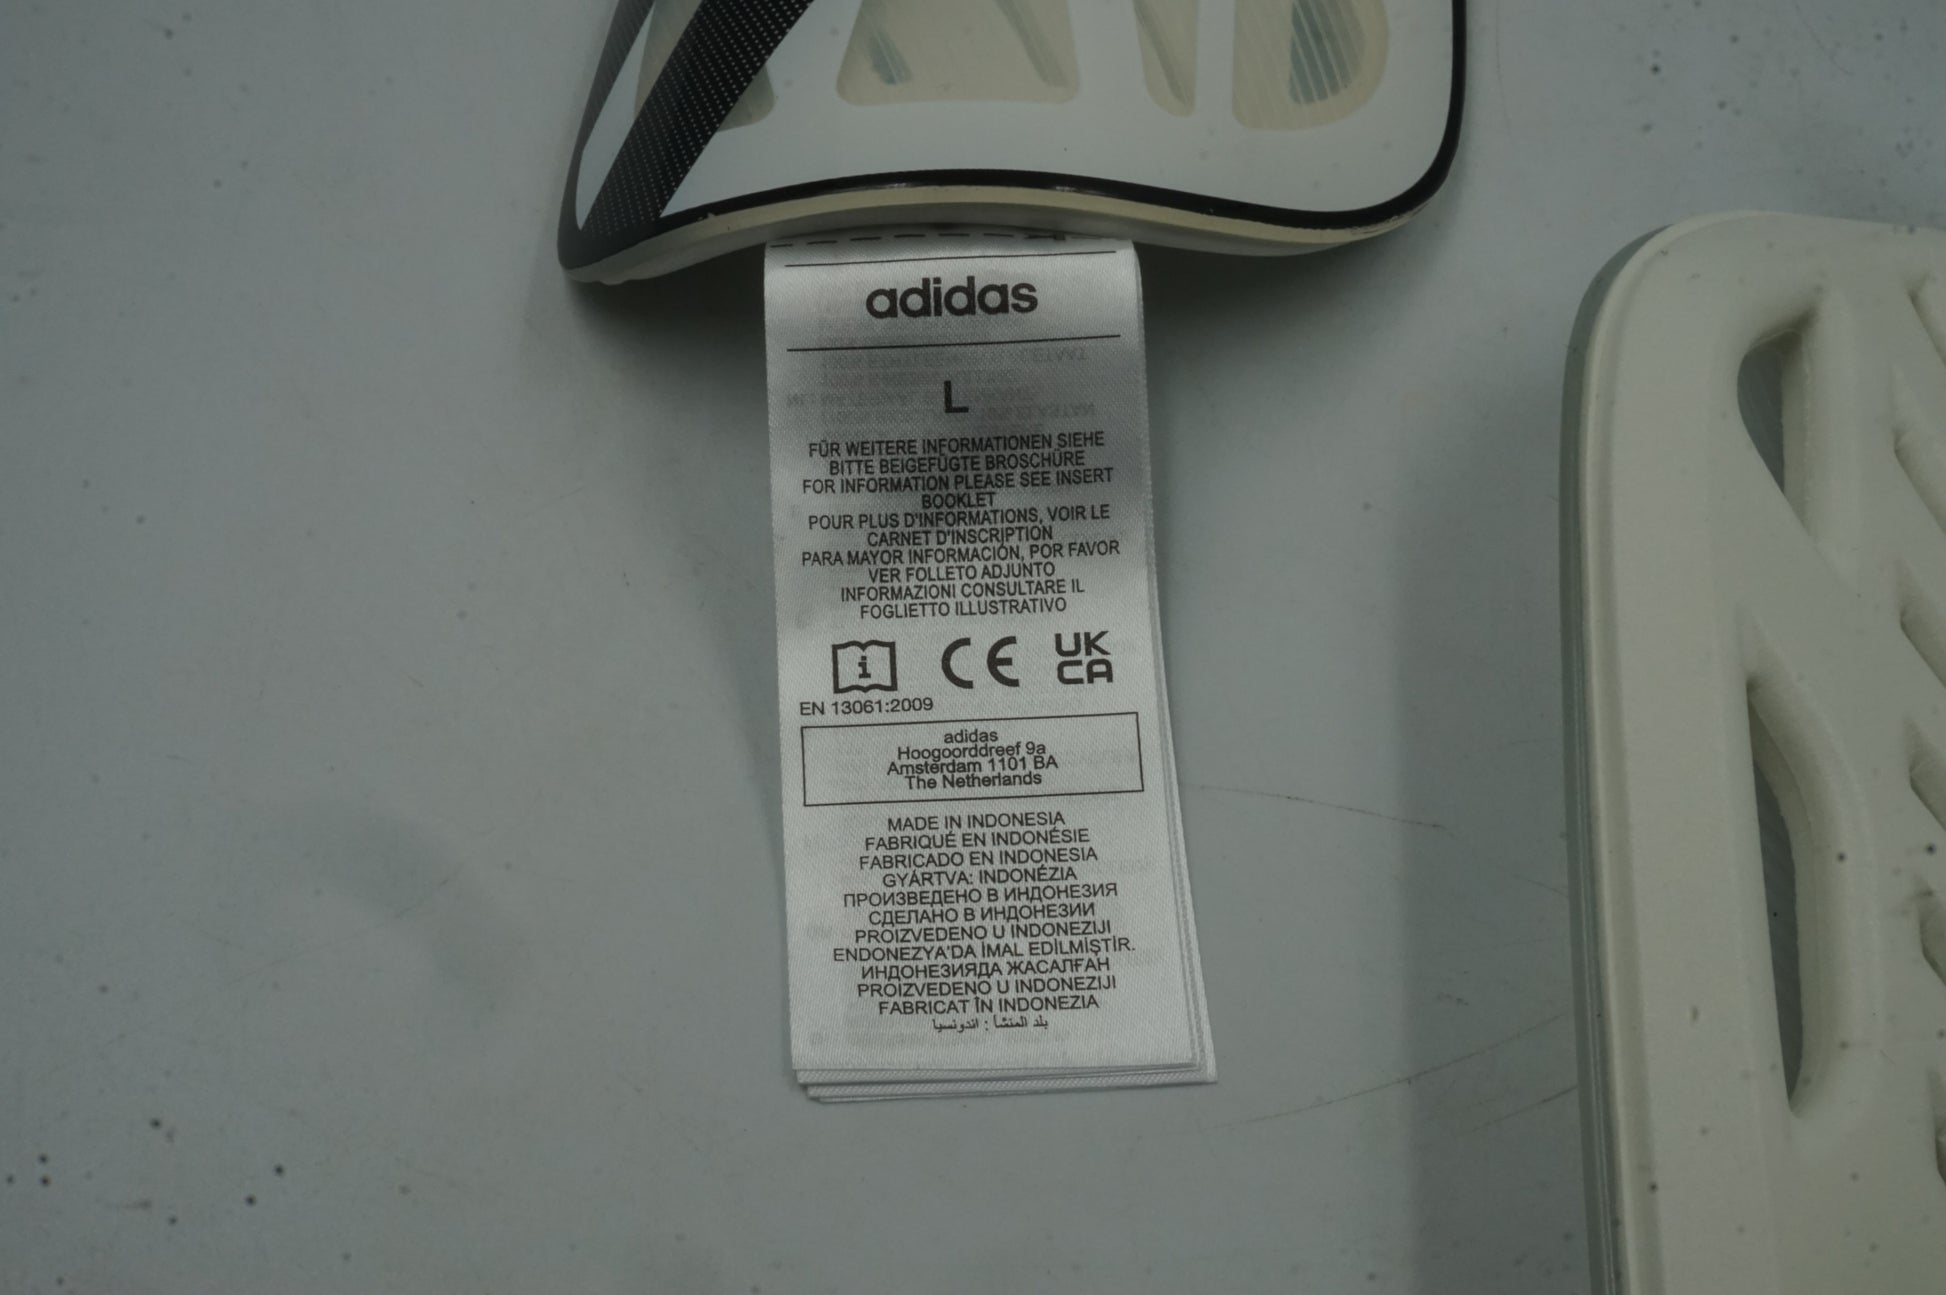 adidas
L
FÜR WEITERE INFORMATIONEN SIEHE
BITTE BEIGEFÜGTE BROSCHÜRE
FOR INFORMATION PLEASE SEE INSERT
BOOKLET
POUR PLUS D'INFORMATIONS, VOIR LE
CARNET D'INSCRIPTION
PARA MAYOR INFORMACIÓN, POR FAVOR
VER FOLLETO ADJUNTO
INFORMAZIONI CONSULTARE IL
FOGLIETTO ILLUSTRATIVO
i CE UK
CA
EN 13061:2009
adidas
Hoogoorddreef 9a
Amsterdam 1101 BA
The Netherlands
MADE IN INDONESIA
FABRIQUÉ EN INDONÉSIE
FABRICADO EN INDONESIA
GYÁRTVA: INDONÉZIA
ПРОИЗВЕДЕНО В ИНДОНЕЗИЯ
СДЕЛАНО В ИНДОНЕЗИИ
PROIZVEDENO U INDONEZIJI
ENDONEZYA'DA İMAL EDİLMİŞTİR.
ИНДОНЕЗИЯДА ЖАСАЛҒАН
PROIZVEDENO U INDONEZIJI
FABRICAT ÎN INDONEZIA
بلد المنشأ : اندونسيا